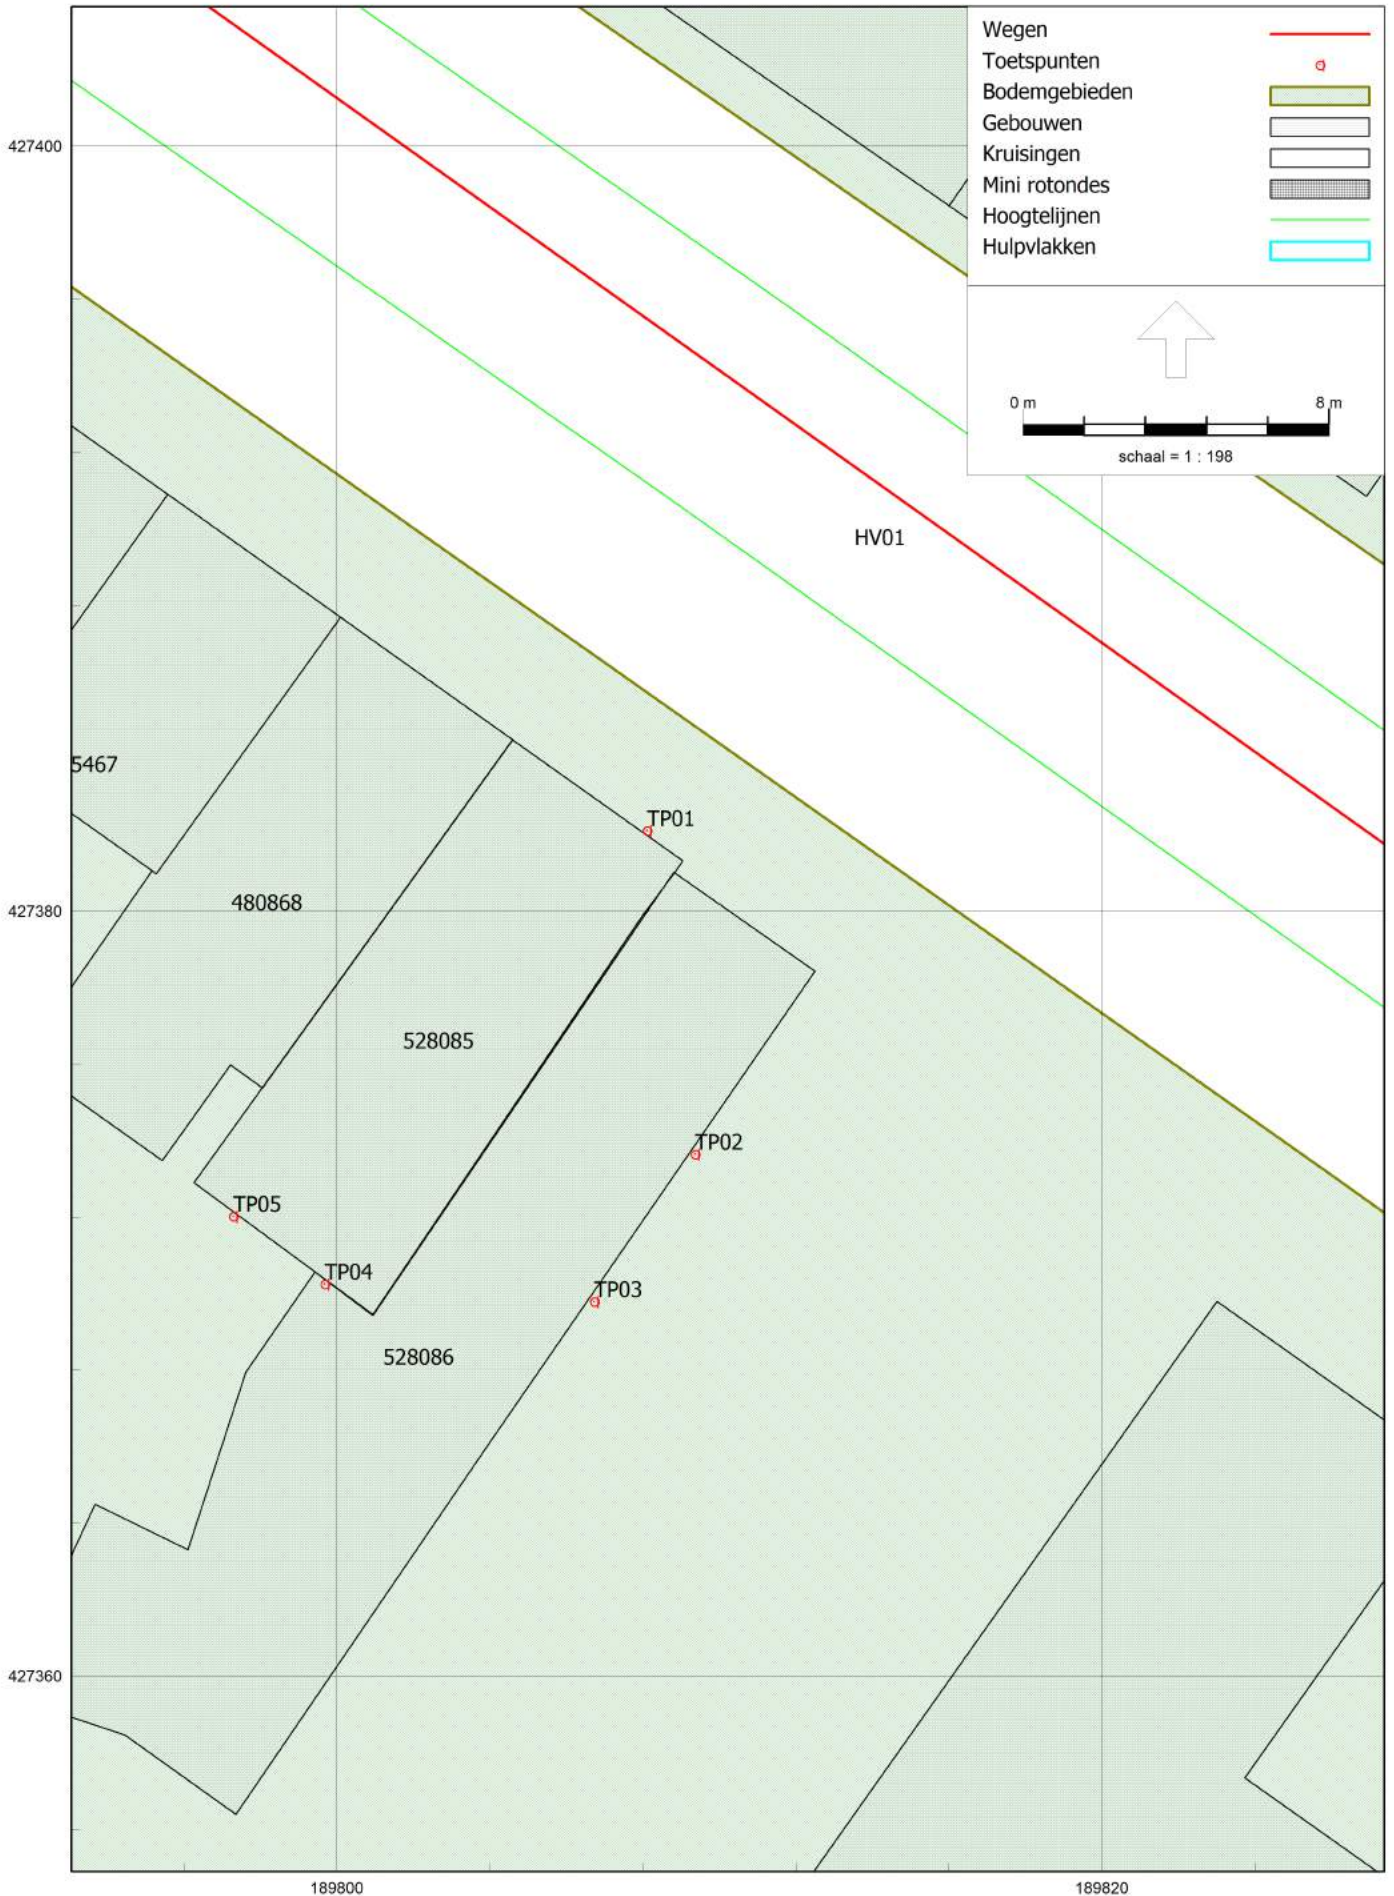 Wegen
Toetspunten
Bodemgebieden
Gebouwen
Kruisingen
Mini rotondes
Hoogtelijnen
Hulpvlakken
0 m 8 m
schaal = 1 : 198
427400
HV01
5467
TP01
480868
427380
528085
TP02
TP05
TP04
TP03
528086
427360
189800 189820